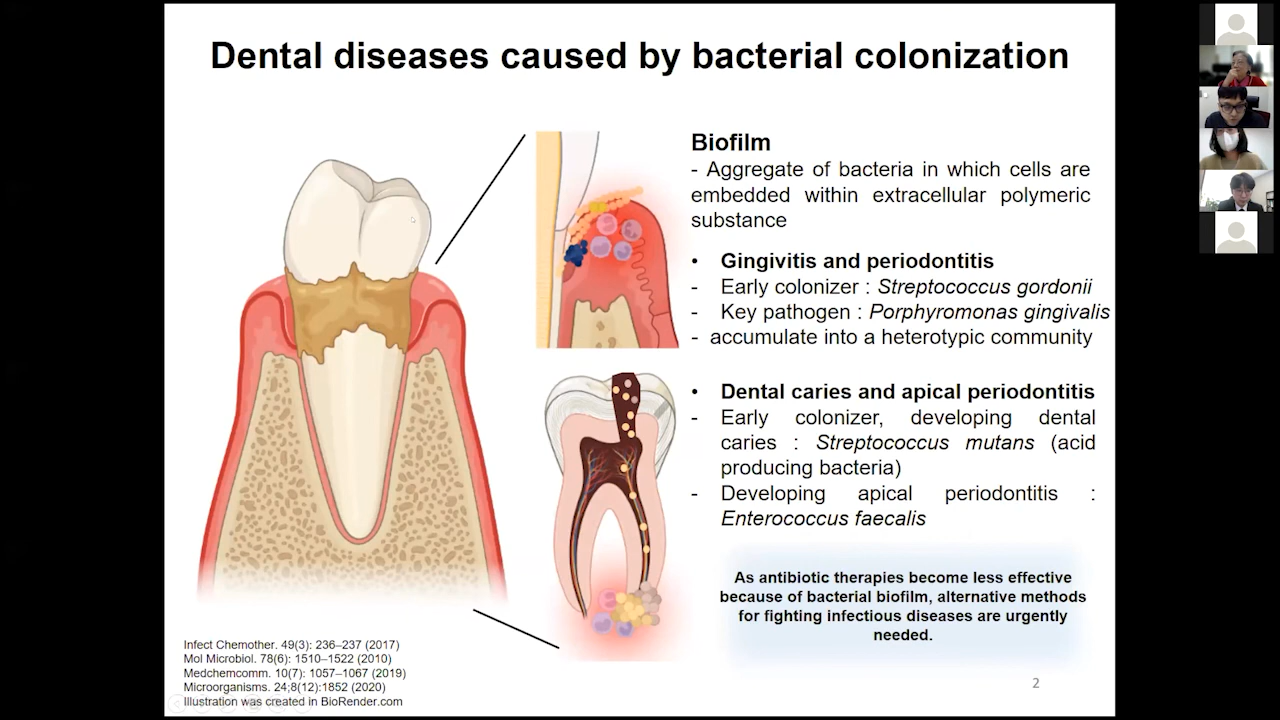 Dental diseases caused by bacterial colonization
Biofilm
- Aggregate of bacteria in which cells are
embedded within extracellular polymeric
substance
• Gingivitis and periodontitis
- Early colonizer : Streptococcus gordonii
- Key pathogen : Porphyromonas gingivalis
- accumulate into a heterotypic community
• Dental caries and apical periodontitis
- Early colonizer, developing dental
caries : Streptococcus mutans (acid
producing bacteria)
- Developing apical periodontitis :
Enterococcus faecalis
As antibiotic therapies become less effective
because of bacterial biofilm, alternative methods
for fighting infectious diseases are urgently
needed.
Infect Chemother. 49(3): 236–237 (2017)
Mol Microbiol. 78(6): 1510–1522 (2010)
Medchemcomm. 10(7): 1057–1067 (2019)
Microorganisms. 24;8(12):1852 (2020)
Illustration was created in BioRender.com
2